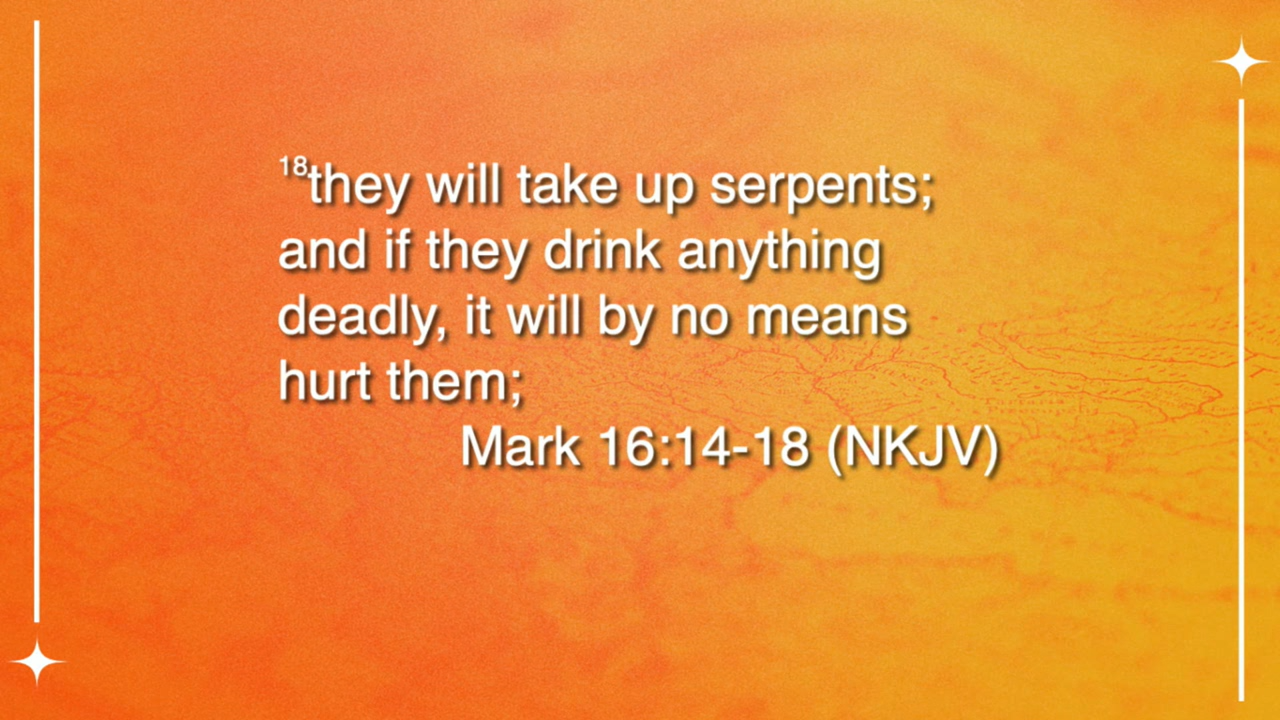 18they will take up serpents;
and if they drink anything
deadly, it will by no means
hurt them;
Mark 16:14-18 (NKJV)